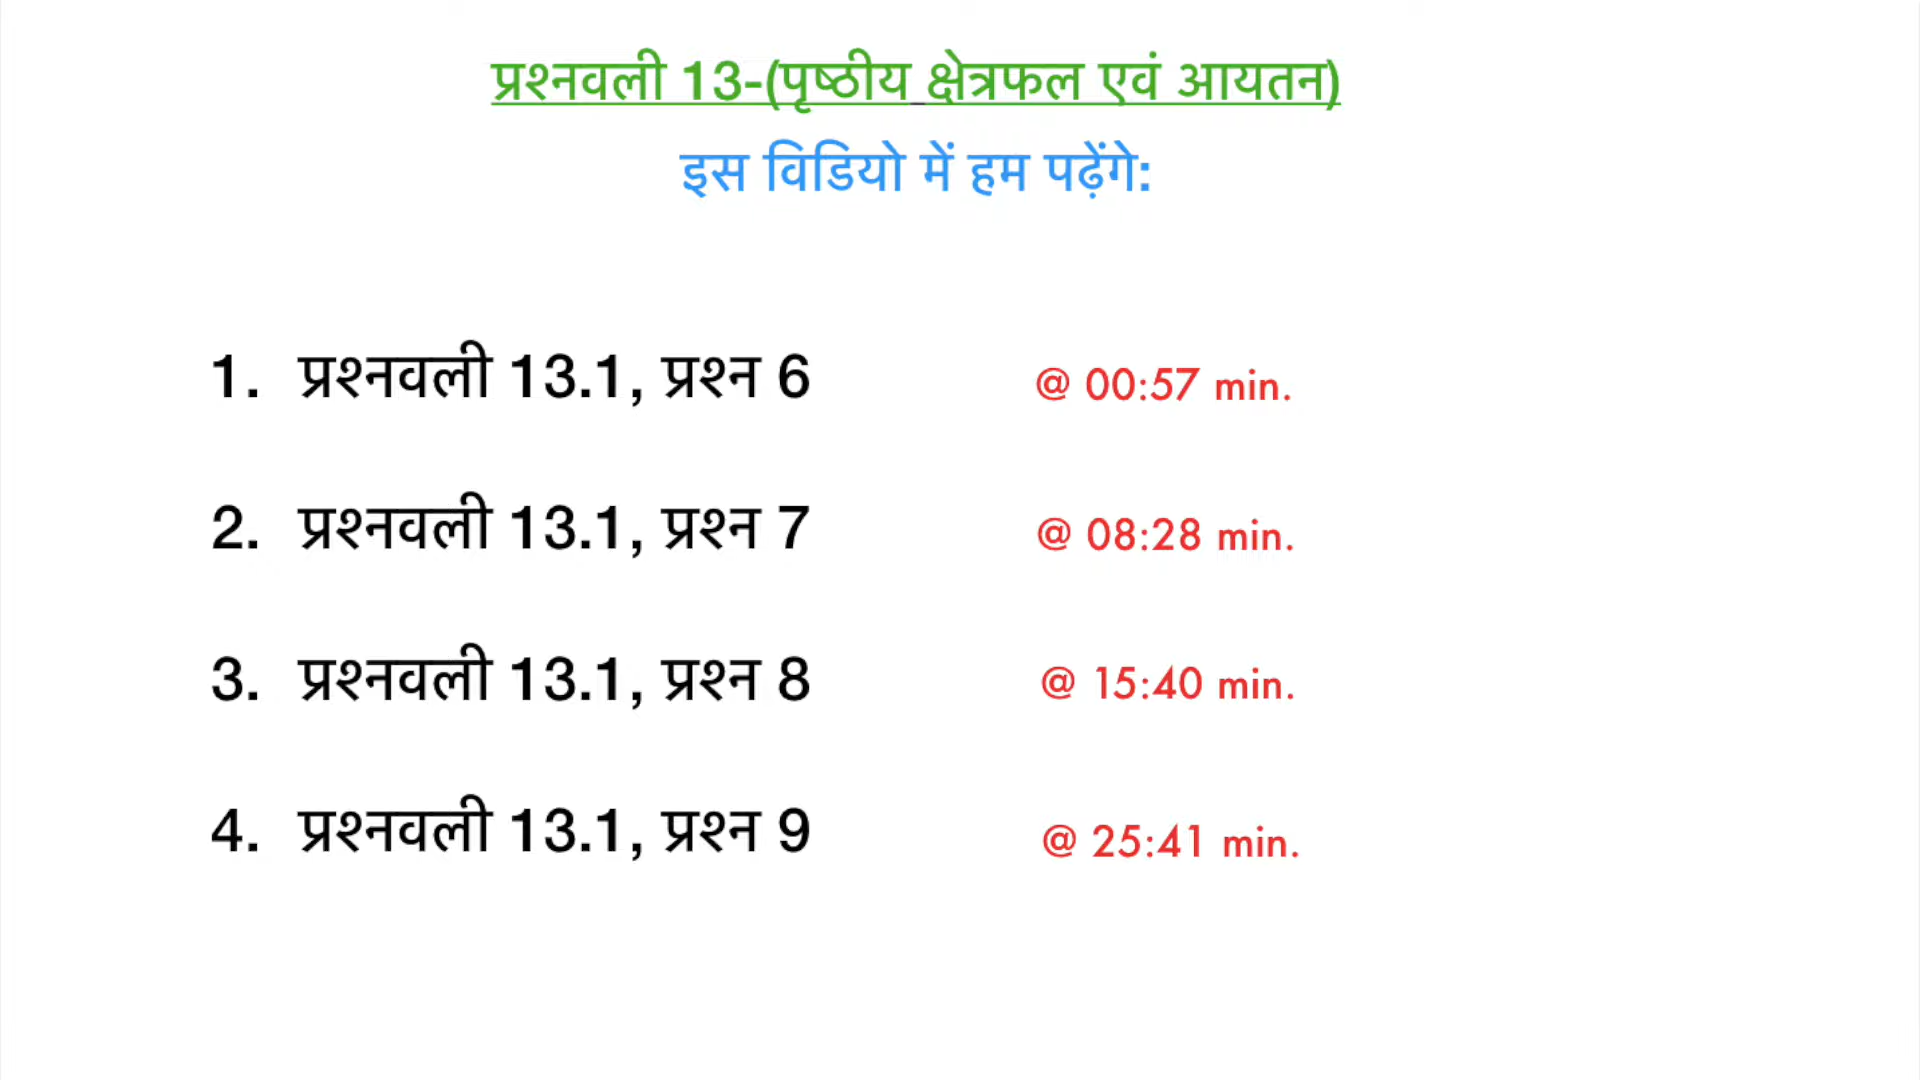 प्रश्नवली 13-(पृष्ठीय क्षेत्रफल एवं आयतन)
इस विडियो में हम पढ़ेंगे:
1. प्रश्नवली 13.1, प्रश्न 6 @ 00:57 min.
2. प्रश्नवली 13.1, प्रश्न 7 @ 08:28 min.
3. प्रश्नवली 13.1, प्रश्न 8 @ 15:40 min.
4. प्रश्नवली 13.1, प्रश्न 9 @ 25:41 min.